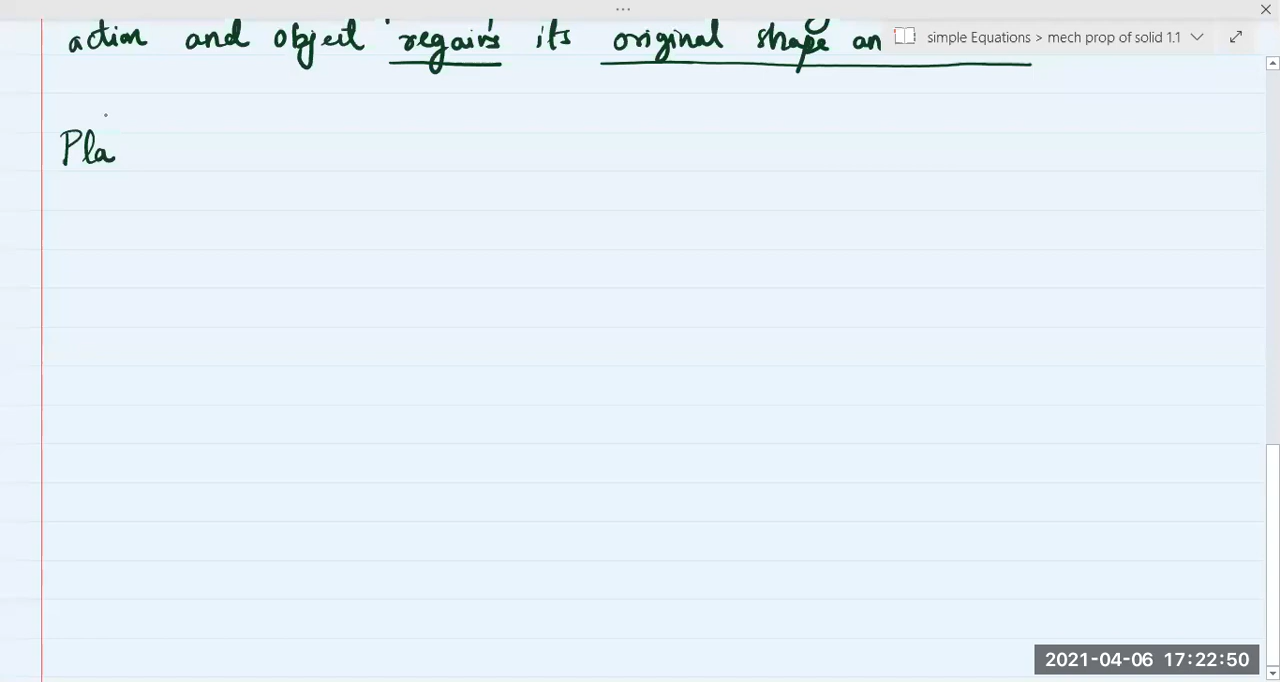 action and object regains its original shape an
simple Equations > mech prop of solid 1.1
Pla
2021-04-06 17:22:50